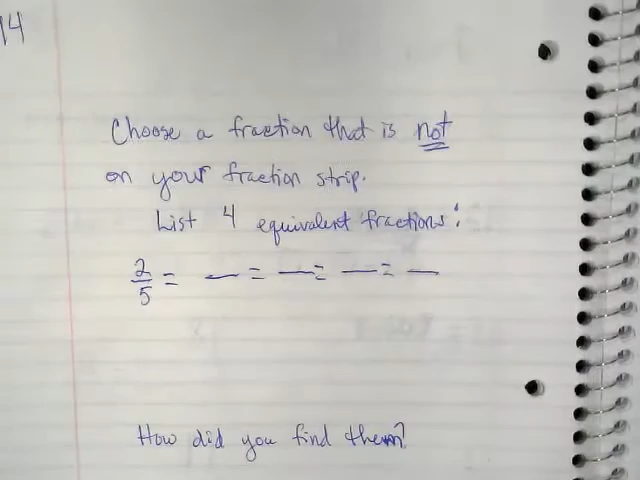 14
Choose a fraction that is not
on your fraction strip.
List 4 equivalent fractions:
2/5 = __ = __ = __ = __
How did you find them?